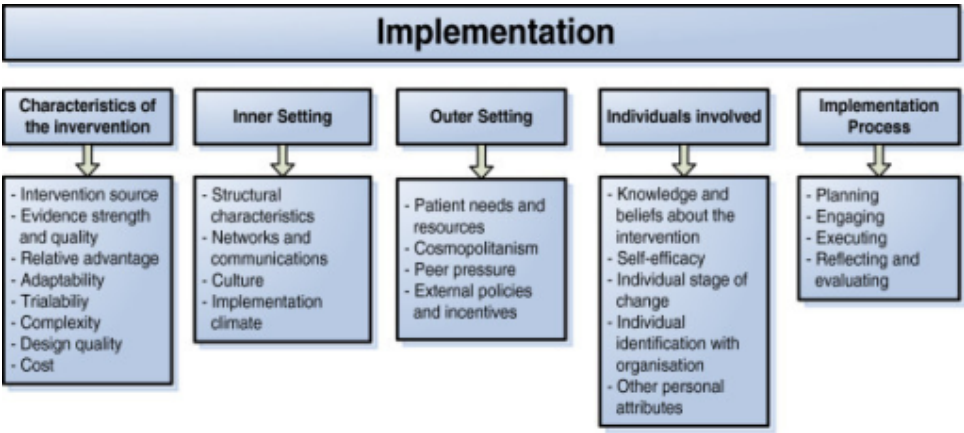 Implementation
Characteristics of
the invervention
- Intervention source
- Evidence strength
and quality
- Relative advantage
- Adaptability
- Trialabiliy
- Complexity
- Design quality
- Cost
Inner Setting
- Structural
characteristics
- Networks and
communications
- Culture
- Implementation
climate
Outer Setting
- Patient needs and
resources
- Cosmopolitanism
- Peer pressure
- External policies
and incentives
Individuals involved
- Knowledge and
beliefs about the
intervention
- Self-efficacy
- Individual stage of
change
- Individual
identification with
organisation
- Other personal
attributes
Implementation
Process
- Planning
- Engaging
- Executing
- Reflecting and
evaluating